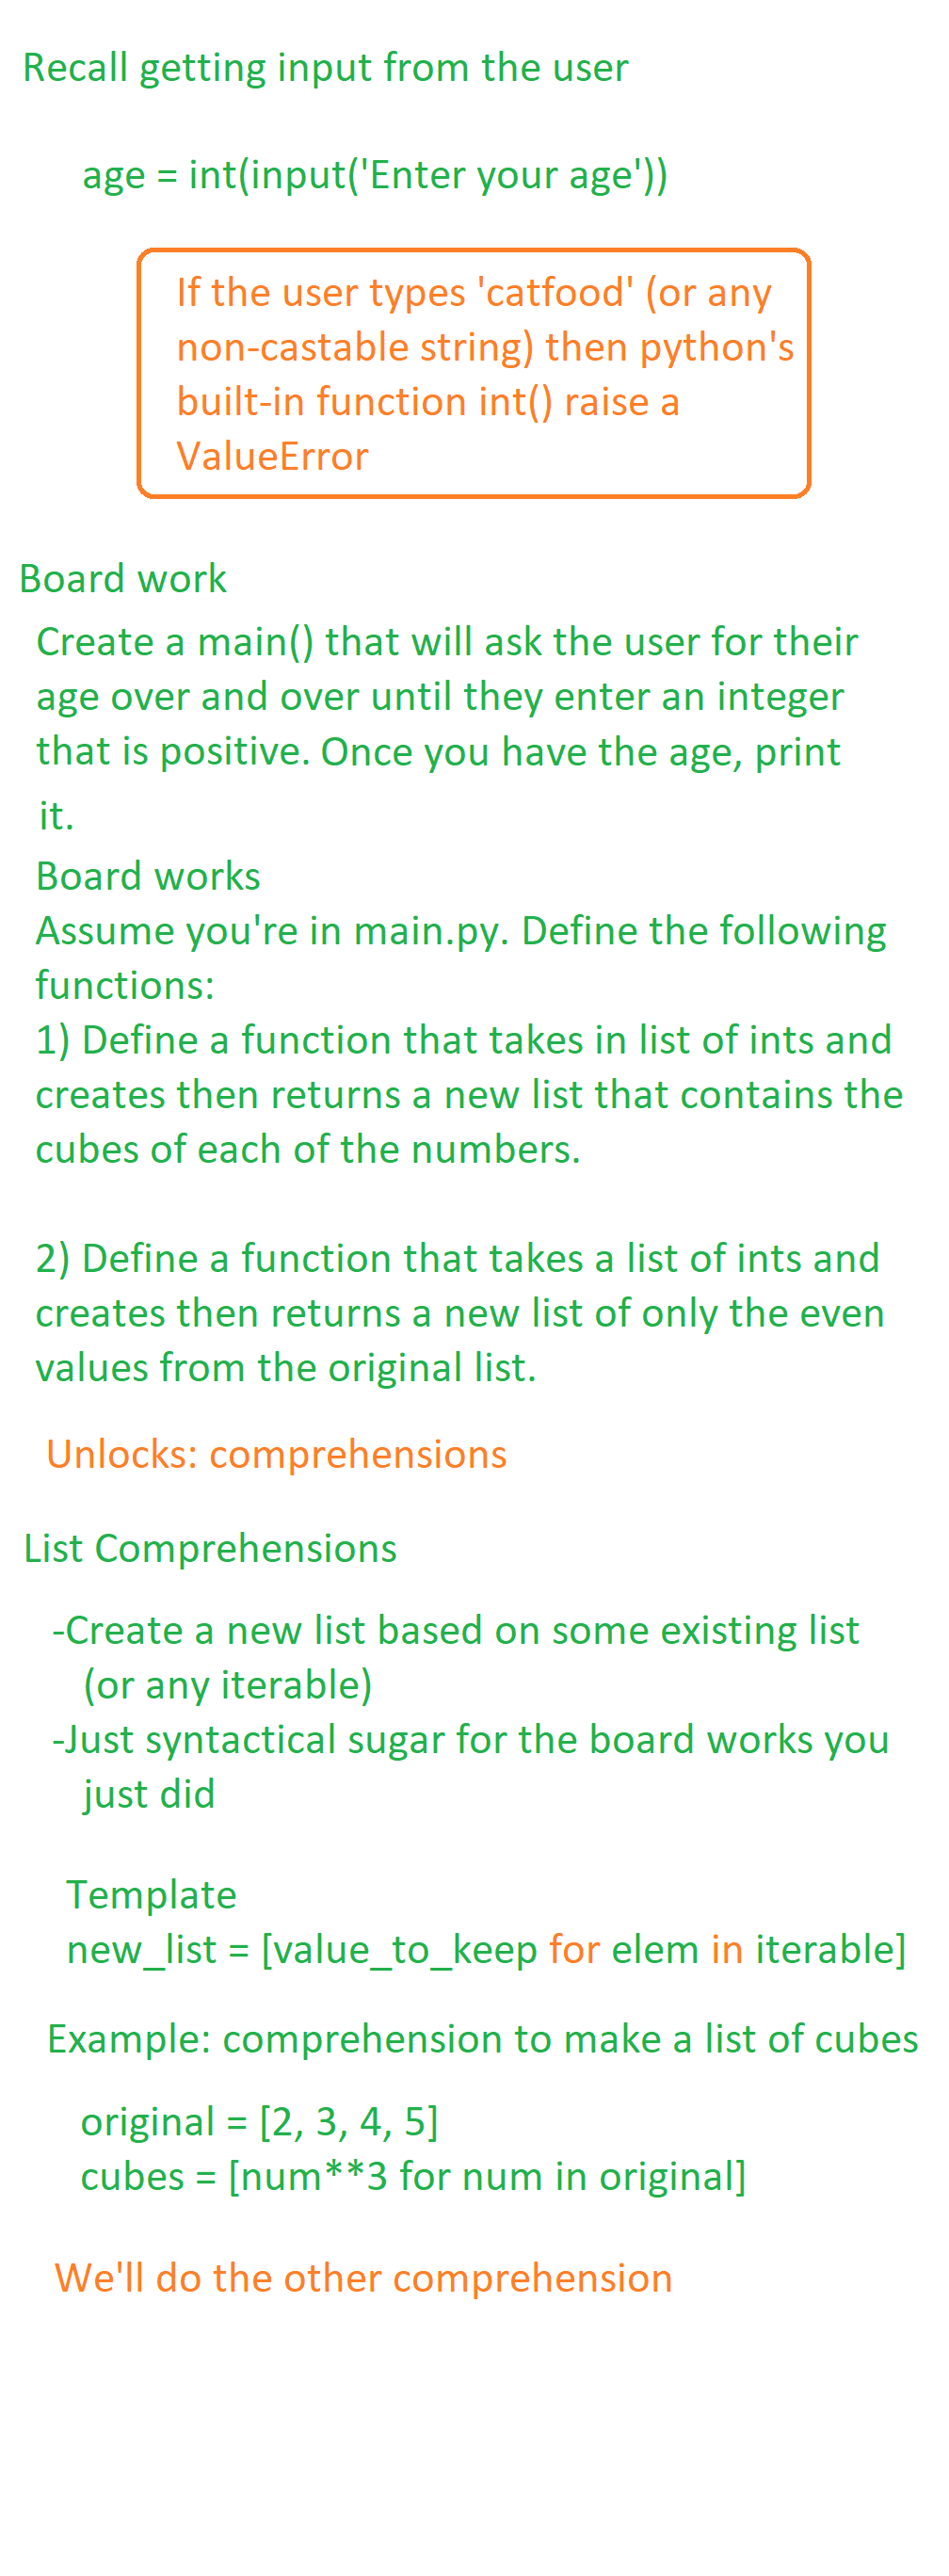 Recall getting input from the user
age = int(input('Enter your age'))
If the user types 'catfood' (or any
non-castable string) then python's
built-in function int() raise a
ValueError
Board work
Create a main() that will ask the user for their
age over and over until they enter an integer
that is positive. Once you have the age, print
it.
Board works
Assume you're in main.py. Define the following
functions:
1) Define a function that takes in list of ints and
creates then returns a new list that contains the
cubes of each of the numbers.
2) Define a function that takes a list of ints and
creates then returns a new list of only the even
values from the original list.
Unlocks: comprehensions
List Comprehensions
-Create a new list based on some existing list
(or any iterable)
-Just syntactical sugar for the board works you
just did
Template
new_list = [value_to_keep for elem in iterable]
Example: comprehension to make a list of cubes
original = [2, 3, 4, 5]
cubes = [num**3 for num in original]
We'll do the other comprehension